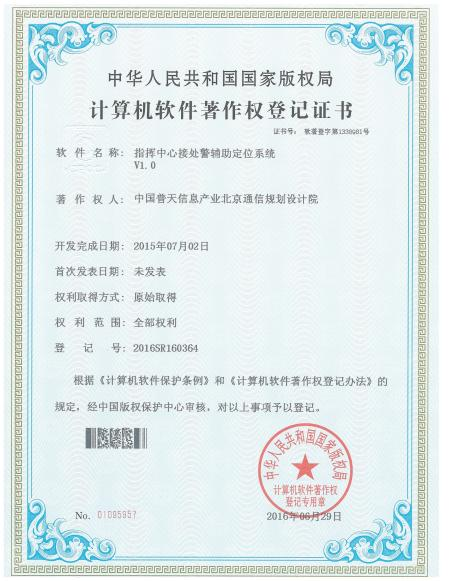 中华人民共和国国家版权局
计算机软件著作权登记证书
证书号： 软著登字第1338981号
软件名称： 指挥中心接处警辅助定位系统
V1.0
著作权人： 中国普天信息产业北京通信规划设计院
开发完成日期： 2015年07月02日
首次发表日期： 未发表
权利取得方式： 原始取得
权利范围： 全部权利
登记号： 2016SR160364
根据《计算机软件保护条例》和《计算机软件著作权登记办法》的
规定，经中国版权保护中心审核，对以上事项予以登记。
中华人民共和国国家版权局
计算机软件著作权
登记专用章
No. 01095957
2016年06月29日